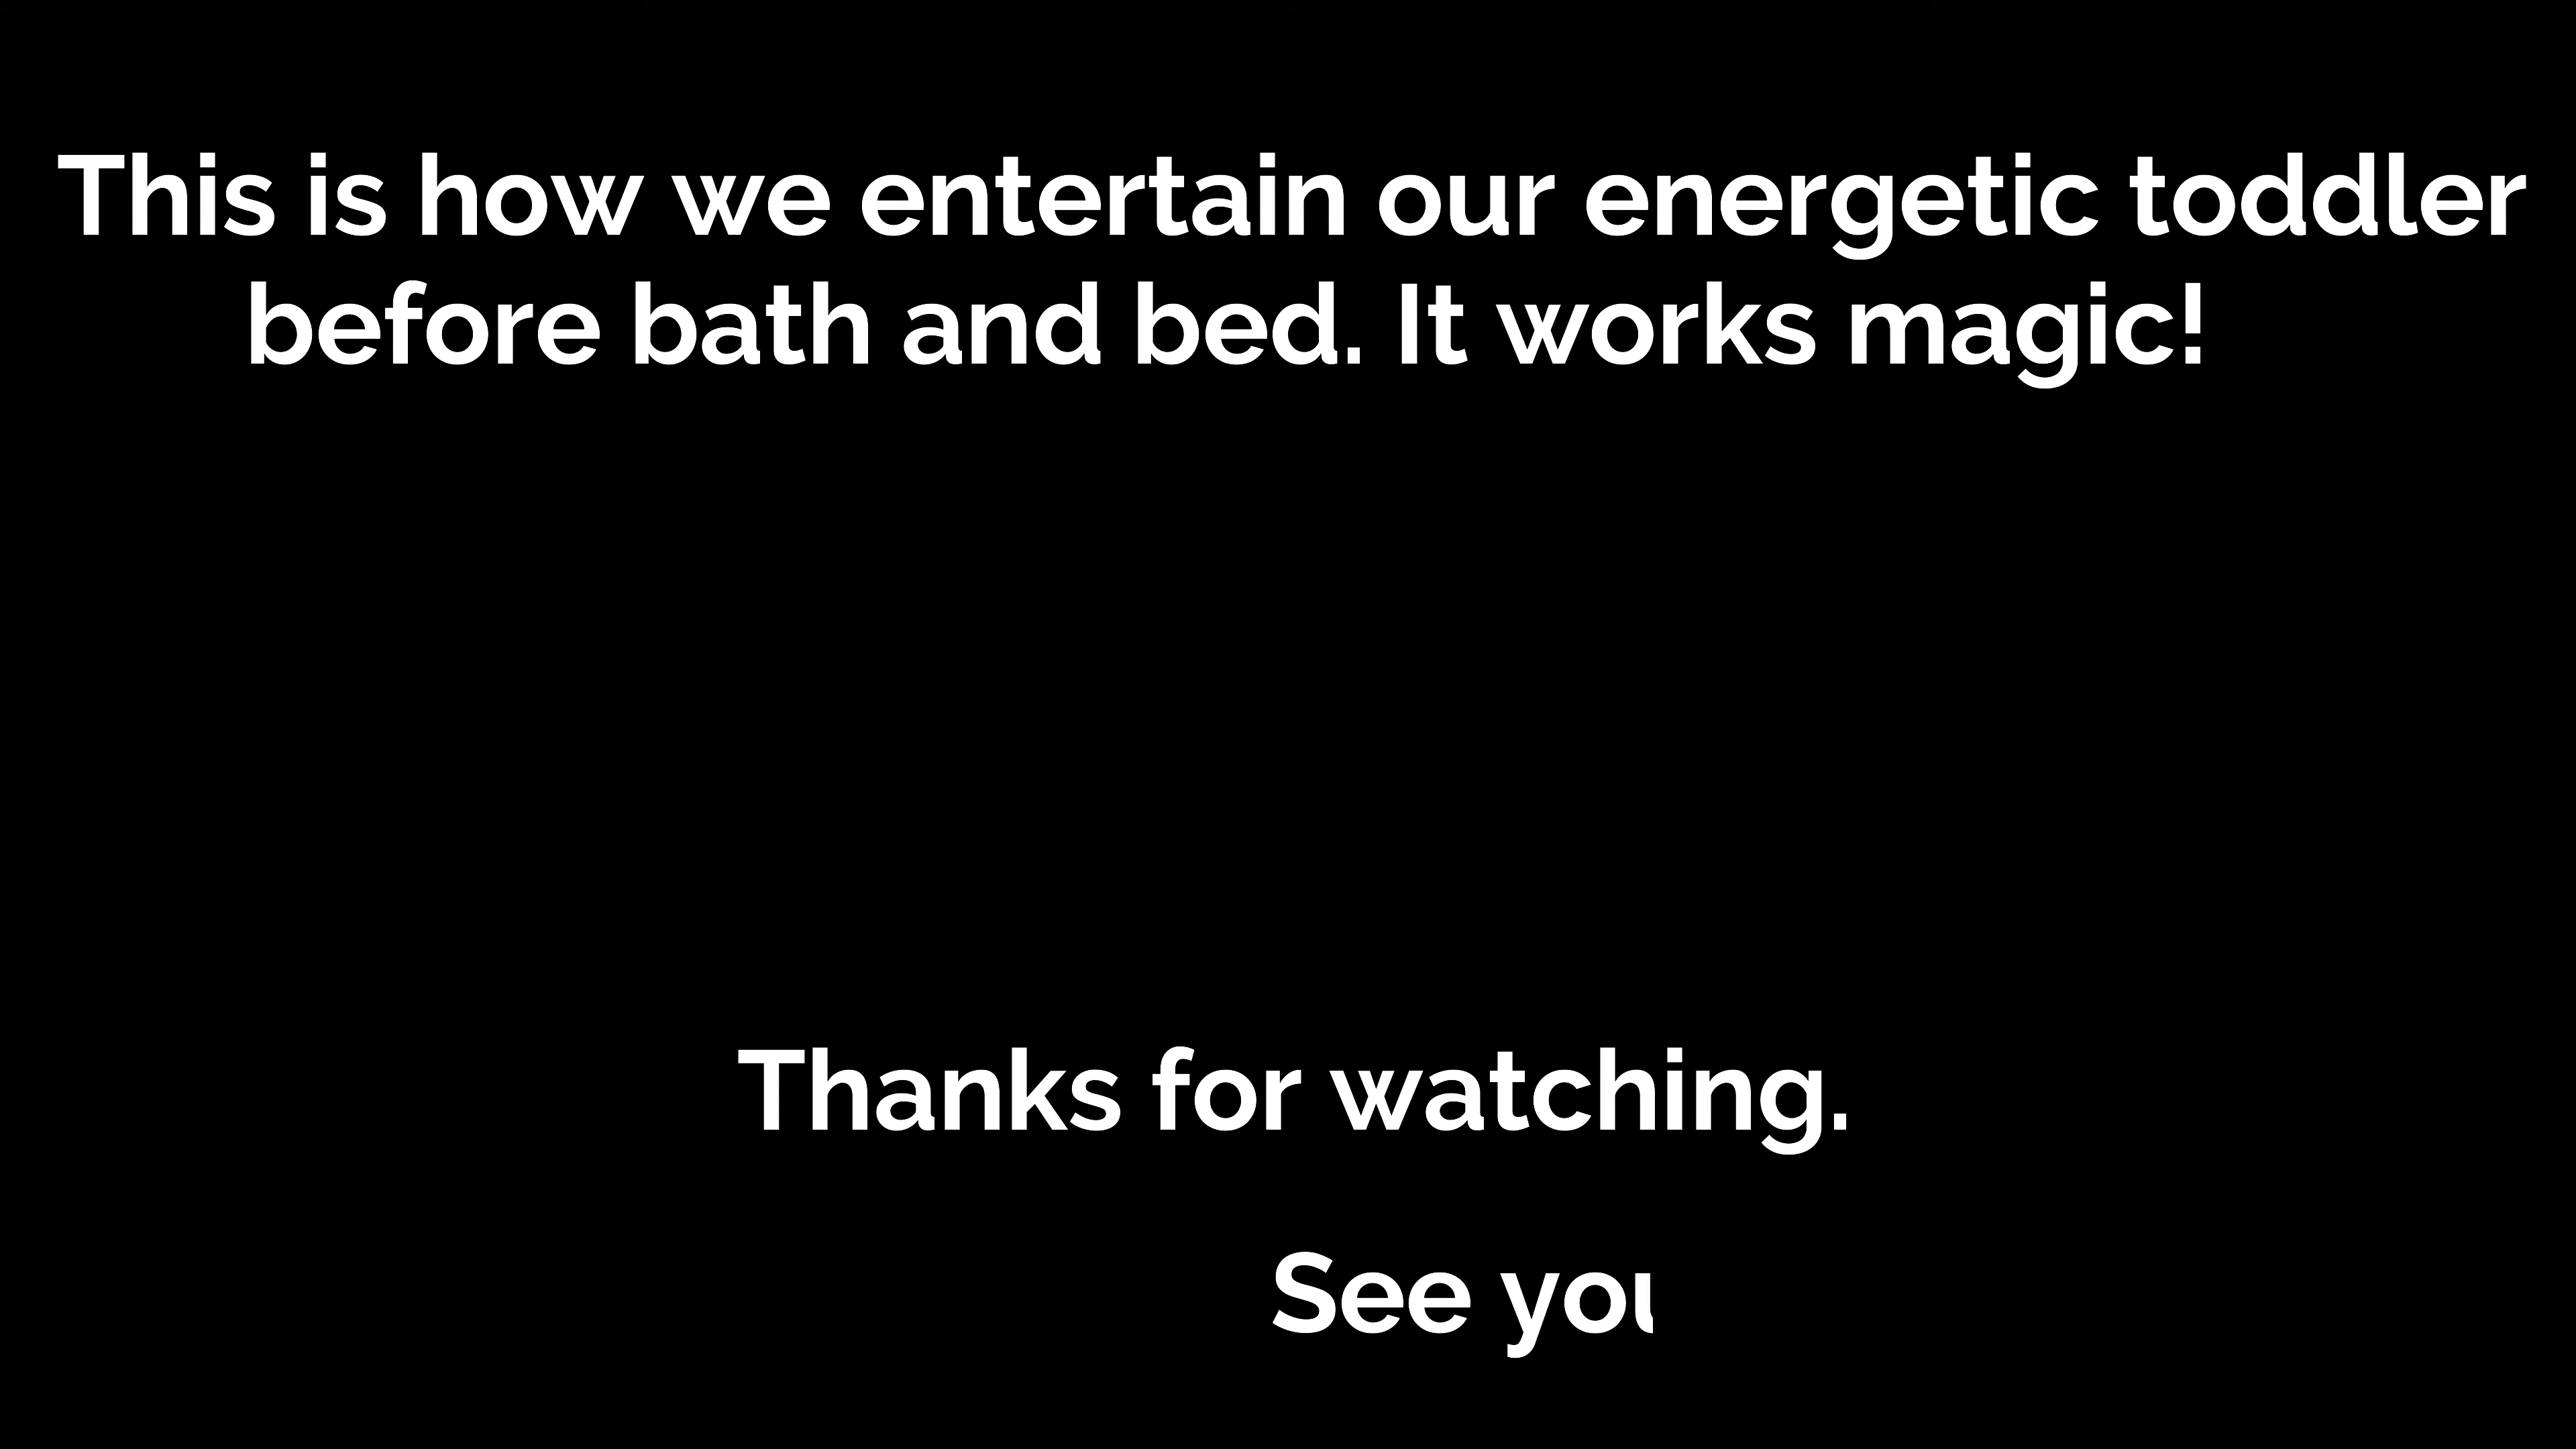 This is how we entertain our energetic toddler
before bath and bed. It works magic!
Thanks for watching.
See you